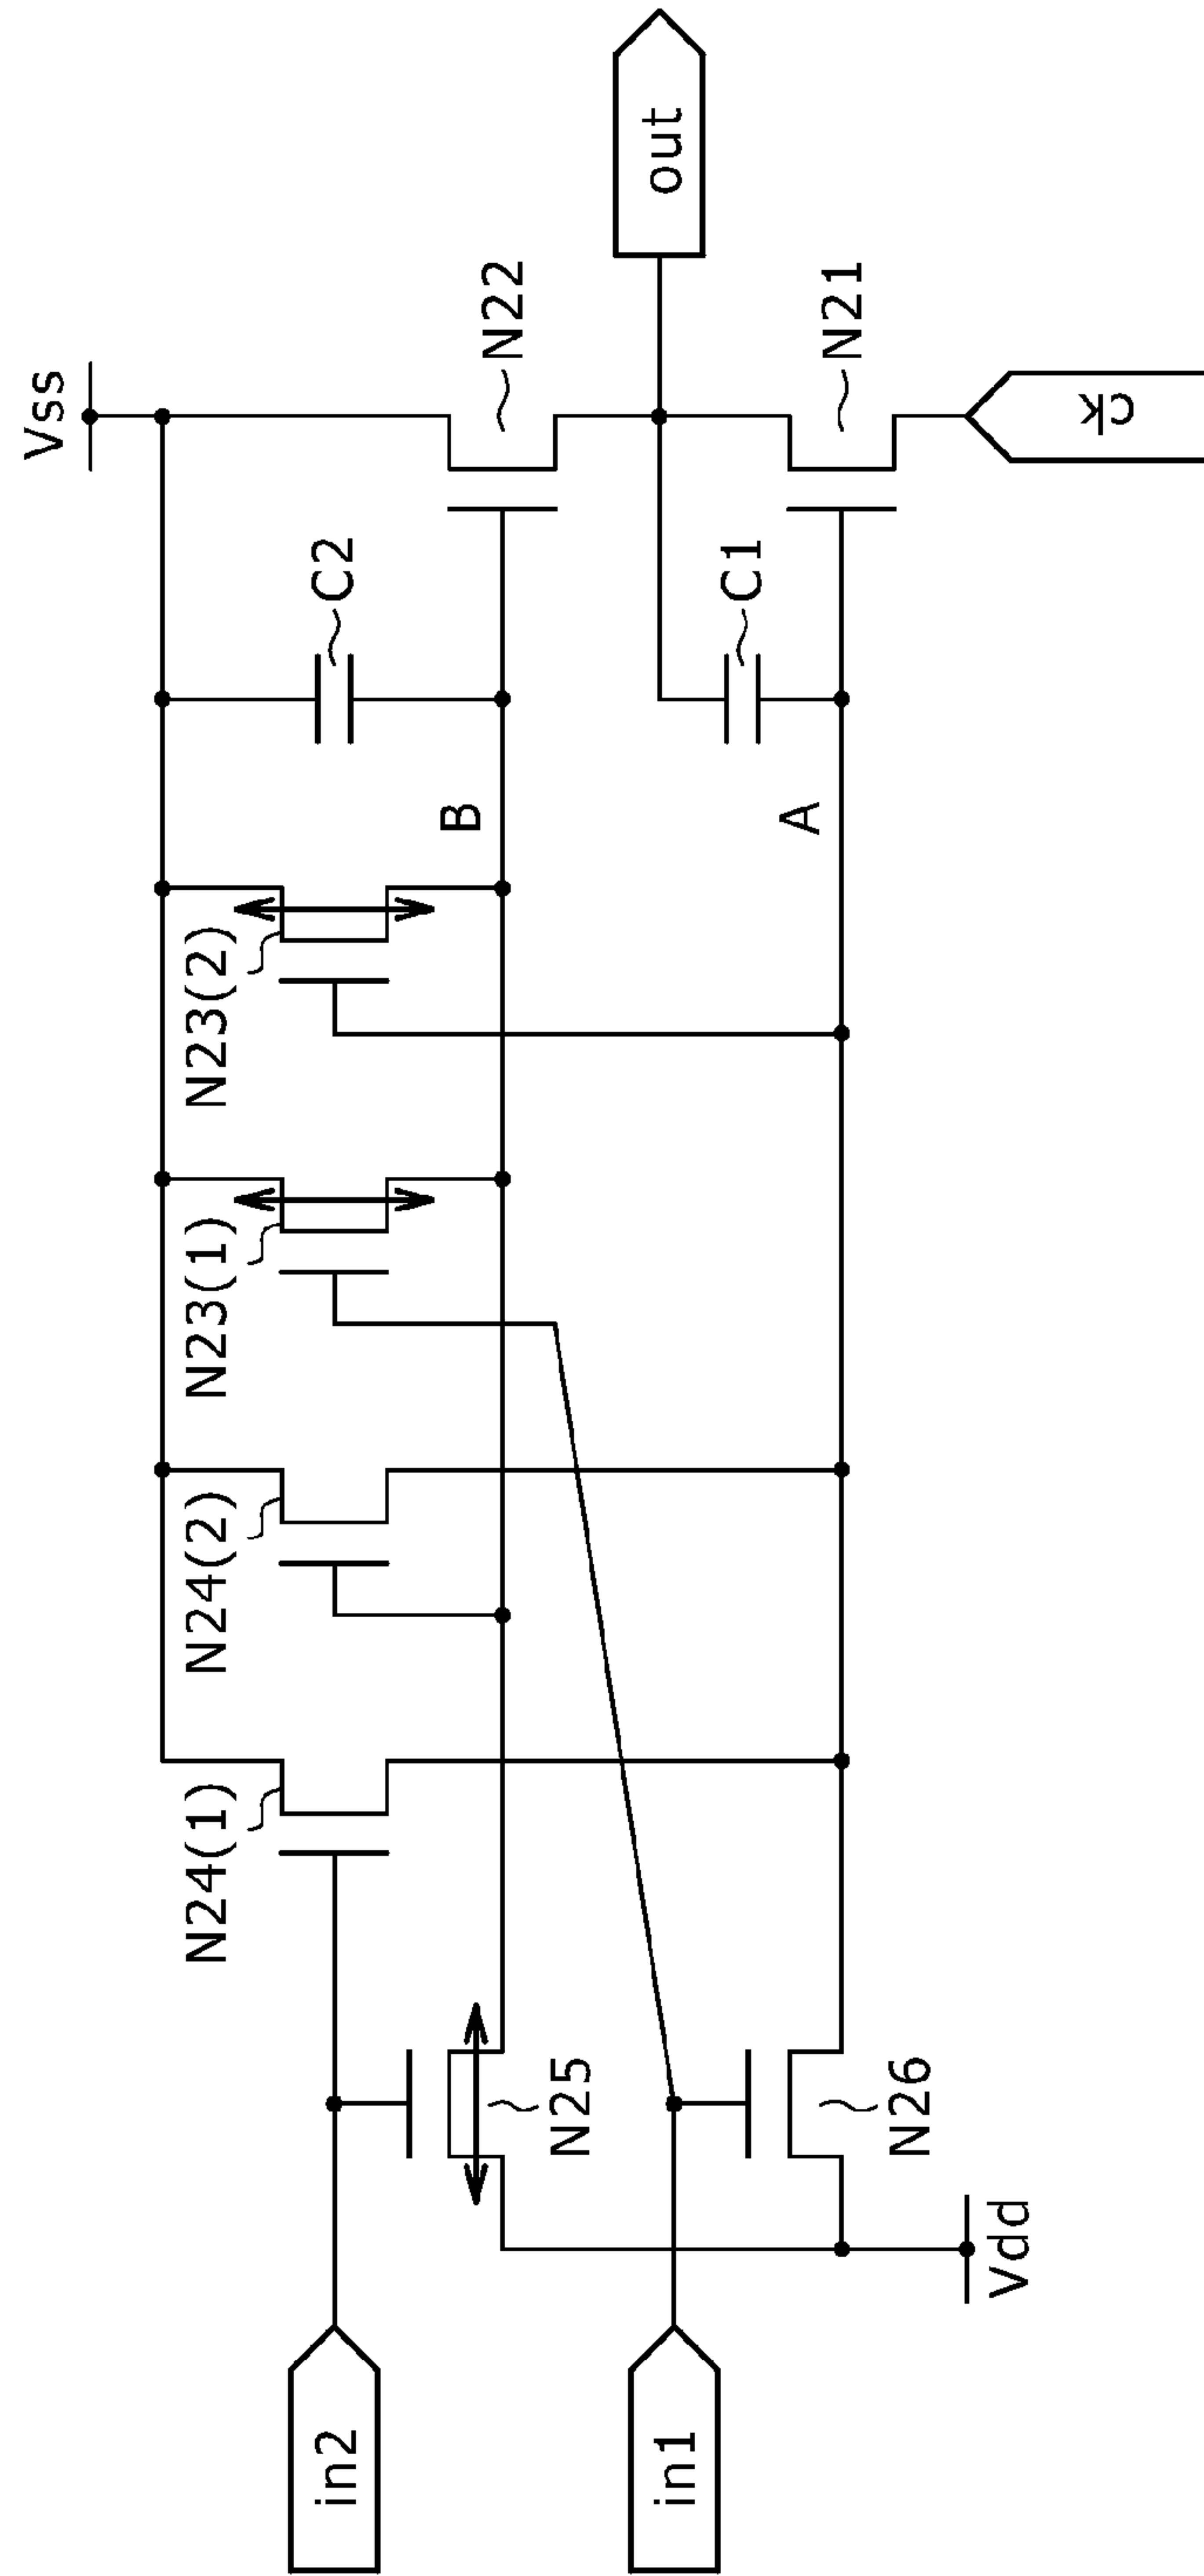 Vss
out
N22
N21
ck
C2
C1
B
A
N23(2)
N23(1)
N24(2)
N24(1)
N25
N26
Vdd
in2
in1